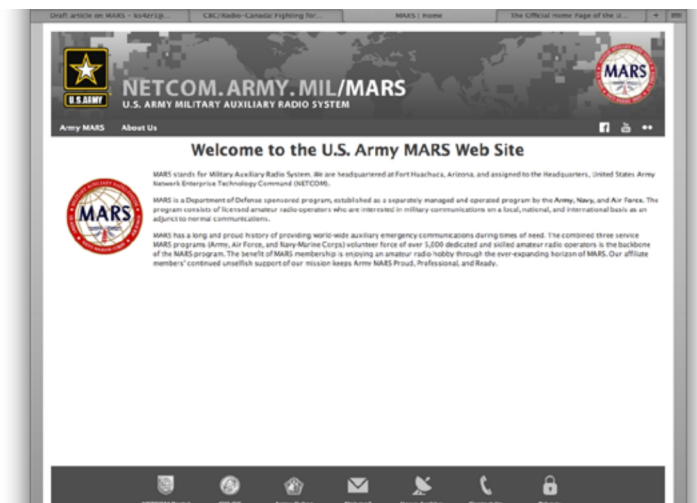 Draft article on MARS - ks4er1@...
CBC/Radio-Canada: Fighting for...
MARS | Home
The Official Home Page of the U...
+
U.S.ARMY
NETCOM.ARMY.MIL/MARS
U.S. ARMY MILITARY AUXILIARY RADIO SYSTEM
MARS
Army MARS About Us
Welcome to the U.S. Army MARS Web Site
MARS stands for Military Auxiliary Radio System. We are headquartered at Fort Huachuca, Arizona, and assigned to the Headquarters, United States Army
Network Enterprise Technology Command (NETCOM).
MARS is a Department of Defense sponsored program, established as a separately managed and operated program by the Army, Navy, and Air Force. The
program consists of licensed amateur radio operators who are interested in military communications on a local, national, and international basis as an
adjunct to normal communications.
MARS
MARS has a long and proud history of providing world-wide auxiliary emergency communications during times of need. The combined three service
MARS programs (Army, Air Force, and Navy-Marine Corps) volunteer force of over 5,000 dedicated and skilled amateur radio operators is the backbone
of the MARS program. The benefit of MARS membership is enjoying an amateur radio hobby through the ever-expanding horizon of MARS. Our affiliate
members' continued unselfish support of our mission keeps Army MARS Proud, Professional, and Ready.